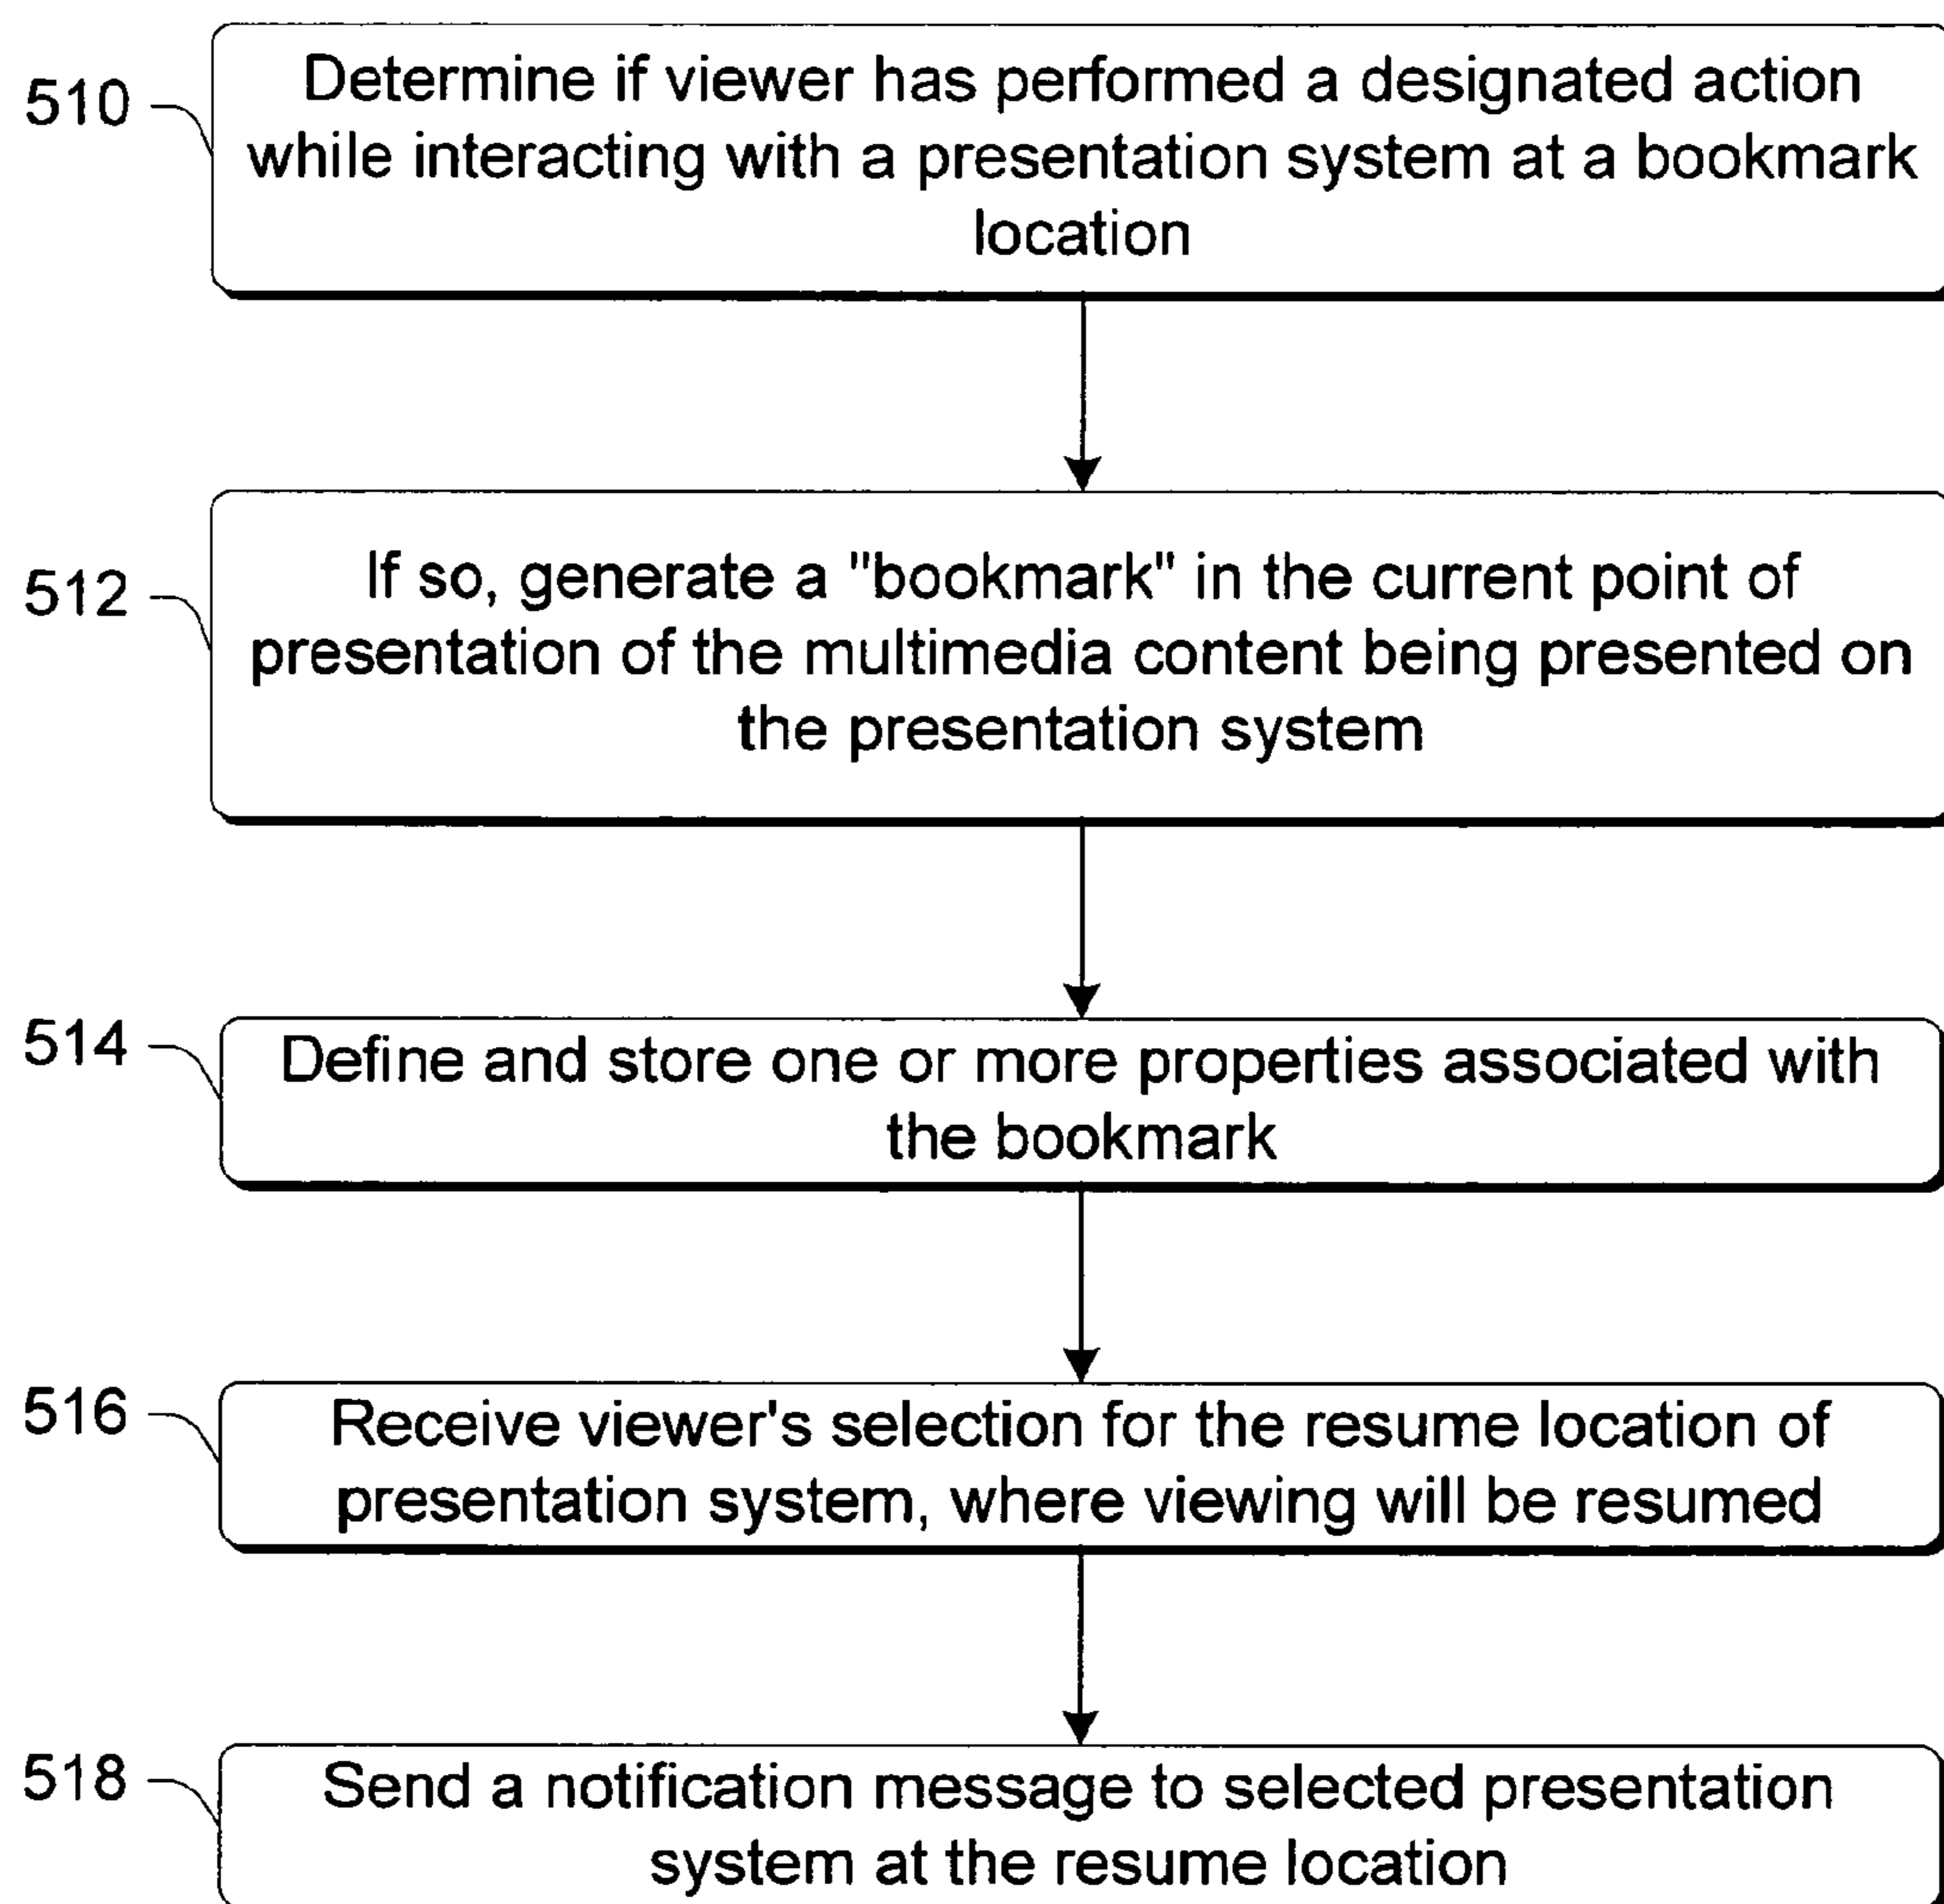 510
Determine if viewer has performed a designated action
while interacting with a presentation system at a bookmark
location
512
If so, generate a "bookmark" in the current point of
presentation of the multimedia content being presented on
the presentation system
514
Define and store one or more properties associated with
the bookmark
516
Receive viewer's selection for the resume location of
presentation system, where viewing will be resumed
518
Send a notification message to selected presentation
system at the resume location